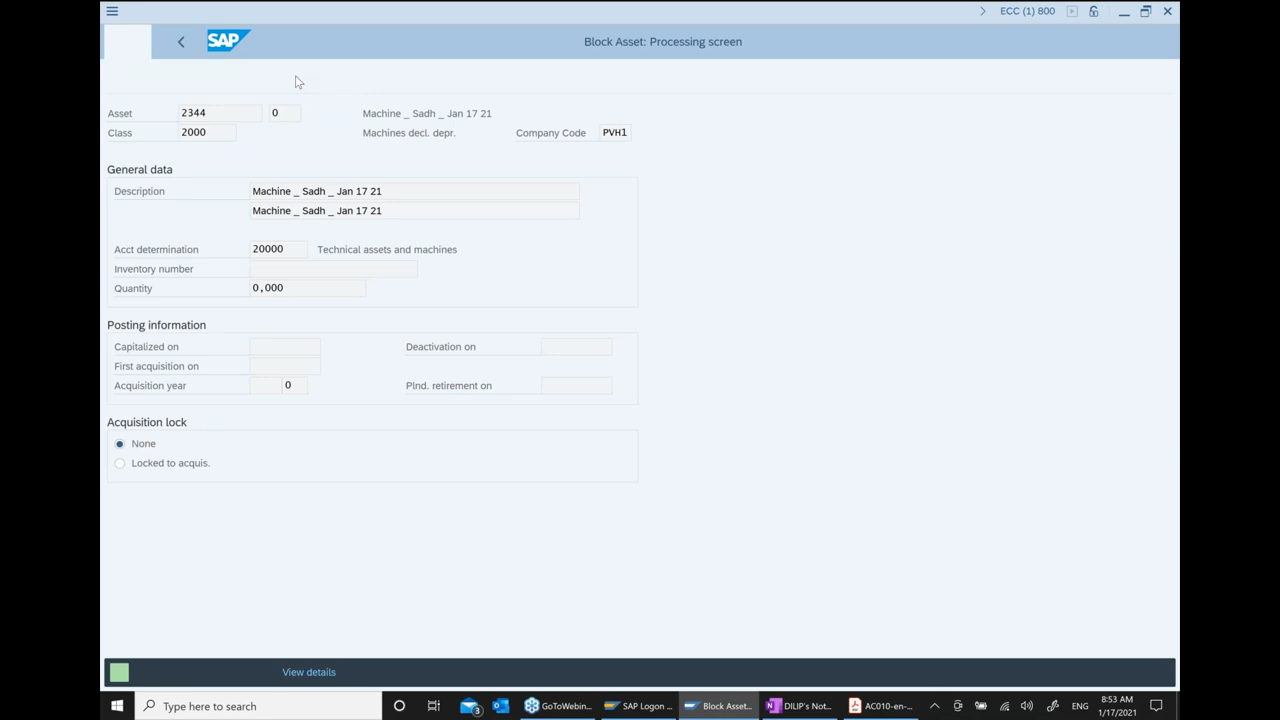 ECC (1) 800
SAP
Block Asset: Processing screen
Asset 2344 0 Machine _ Sadh _ Jan 17 21
Class 2000 Machines decl. depr. Company Code PVH1
General data
Description Machine _ Sadh _ Jan 17 21
Machine _ Sadh _ Jan 17 21
Acct determination 20000 Technical assets and machines
Inventory number
Quantity 0,000
Posting information
Capitalized on Deactivation on
First acquisition on
Acquisition year 0 Plnd. retirement on
Acquisition lock
None
Locked to acquis.
View details
Type here to search 3 GoToWebin... SAP Logon ... Block Asset... DILIP's Not... AC010-en-... ENG 8:53 AM
1/17/2021